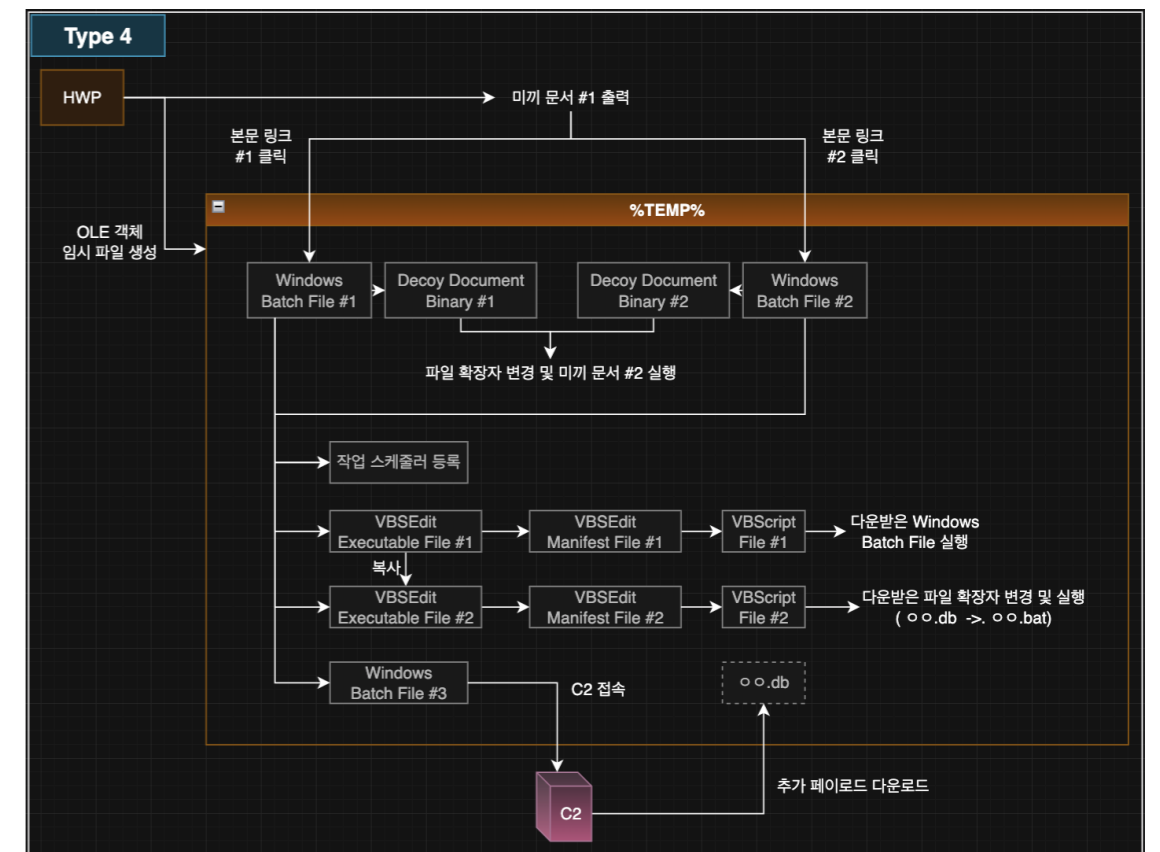 Type 4
HWP
미끼 문서 #1 출력
본문 링크
#1 클릭
본문 링크
#2 클릭
%TEMP%
OLE 객체
임시 파일 생성
Windows
Batch File #1
Decoy Document
Binary #1
Decoy Document
Binary #2
Windows
Batch File #2
파일 확장자 변경 및 미끼 문서 #2 실행
작업 스케줄러 등록
VBSEdit
Executable File #1
VBSEdit
Manifest File #1
VBScript
File #1
다운받은 Windows
Batch File 실행
복사
VBSEdit
Executable File #2
VBSEdit
Manifest File #2
VBScript
File #2
다운받은 파일 확장자 변경 및 실행
( ㅇㅇ.db ->. ㅇㅇ.bat)
Windows
Batch File #3
C2 접속
ㅇㅇ.db
C2
추가 페이로드 다운로드